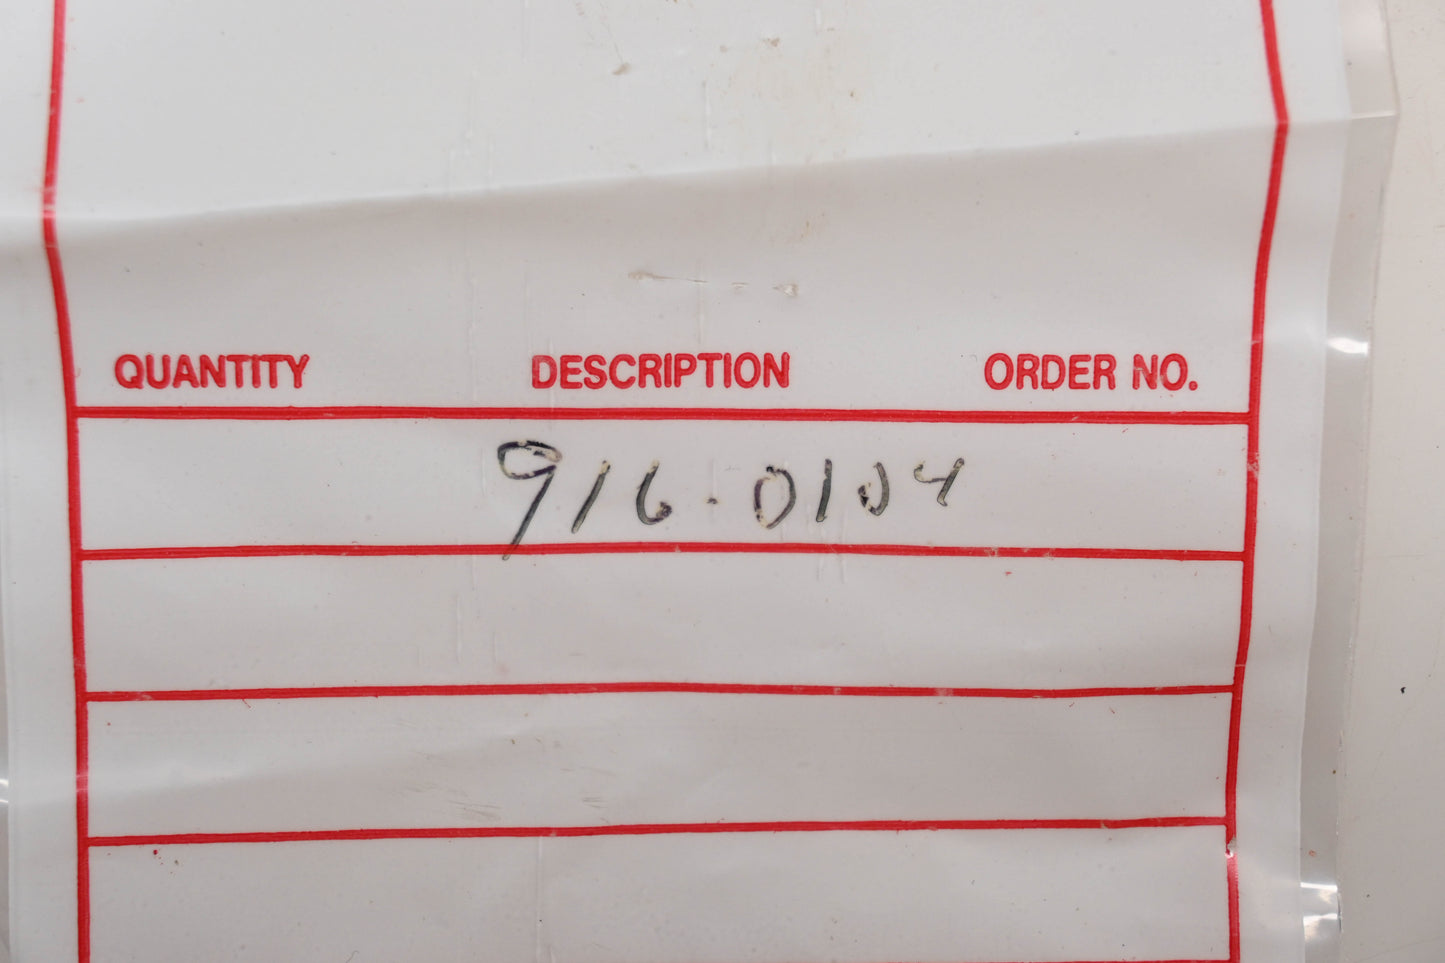 QUANTITY DESCRIPTION ORDER NO.
916-0104